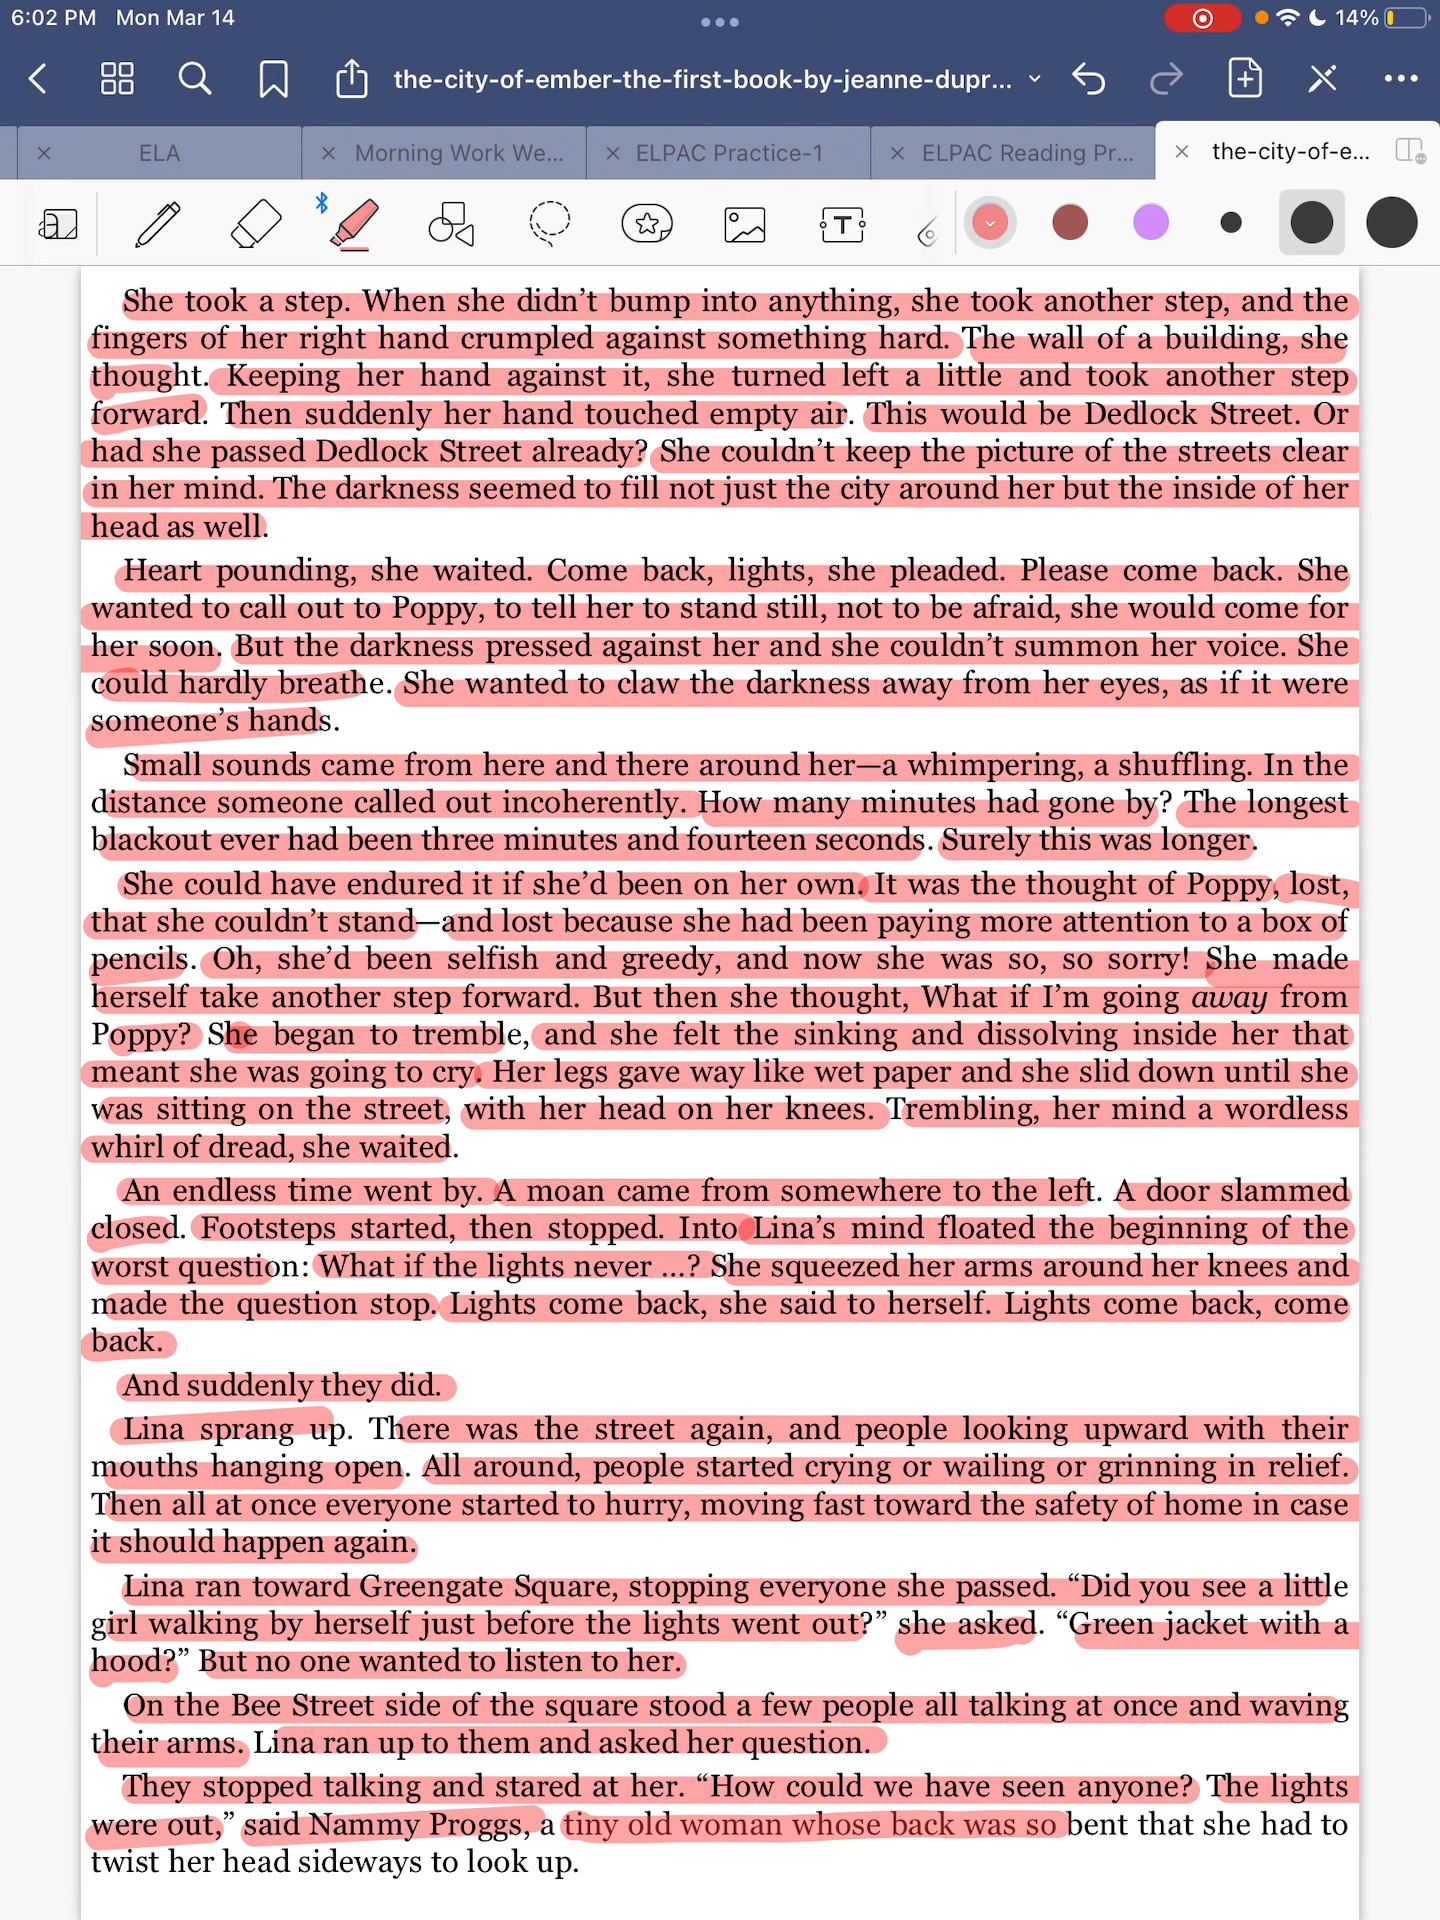 6:02 PM Mon Mar 14
14%
the-city-of-ember-the-first-book-by-jeanne-dupr...
ELA
Morning Work We...
ELPAC Practice-1
ELPAC Reading Pr...
the-city-of-e...
She took a step. When she didn’t bump into anything, she took another step, and the
fingers of her right hand crumpled against something hard. The wall of a building, she
thought. Keeping her hand against it, she turned left a little and took another step
forward. Then suddenly her hand touched empty air. This would be Dedlock Street. Or
had she passed Dedlock Street already? She couldn’t keep the picture of the streets clear
in her mind. The darkness seemed to fill not just the city around her but the inside of her
head as well.
Heart pounding, she waited. Come back, lights, she pleaded. Please come back. She
wanted to call out to Poppy, to tell her to stand still, not to be afraid, she would come for
her soon. But the darkness pressed against her and she couldn’t summon her voice. She
could hardly breathe. She wanted to claw the darkness away from her eyes, as if it were
someone’s hands.
Small sounds came from here and there around her—a whimpering, a shuffling. In the
distance someone called out incoherently. How many minutes had gone by? The longest
blackout ever had been three minutes and fourteen seconds. Surely this was longer.
She could have endured it if she’d been on her own. It was the thought of Poppy, lost,
that she couldn’t stand—and lost because she had been paying more attention to a box of
pencils. Oh, she’d been selfish and greedy, and now she was so, so sorry! She made
herself take another step forward. But then she thought, What if I’m going away from
Poppy? She began to tremble, and she felt the sinking and dissolving inside her that
meant she was going to cry. Her legs gave way like wet paper and she slid down until she
was sitting on the street, with her head on her knees. Trembling, her mind a wordless
whirl of dread, she waited.
An endless time went by. A moan came from somewhere to the left. A door slammed
closed. Footsteps started, then stopped. Into Lina’s mind floated the beginning of the
worst question: What if the lights never ...? She squeezed her arms around her knees and
made the question stop. Lights come back, she said to herself. Lights come back, come
back.
And suddenly they did.
Lina sprang up. There was the street again, and people looking upward with their
mouths hanging open. All around, people started crying or wailing or grinning in relief.
Then all at once everyone started to hurry, moving fast toward the safety of home in case
it should happen again.
Lina ran toward Greengate Square, stopping everyone she passed. “Did you see a little
girl walking by herself just before the lights went out?” she asked. “Green jacket with a
hood?” But no one wanted to listen to her.
On the Bee Street side of the square stood a few people all talking at once and waving
their arms. Lina ran up to them and asked her question.
They stopped talking and stared at her. “How could we have seen anyone? The lights
were out,” said Nammy Proggs, a tiny old woman whose back was so bent that she had to
twist her head sideways to look up.